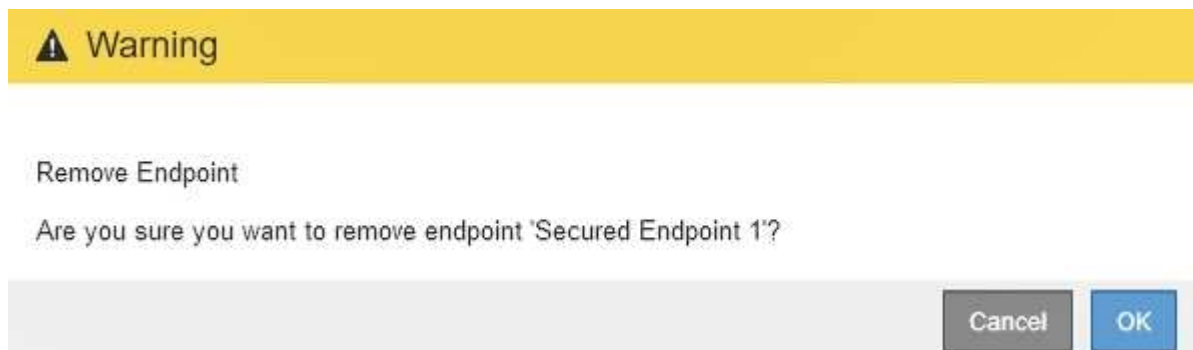 Warning
Remove Endpoint
Are you sure you want to remove endpoint 'Secured Endpoint 1'?
Cancel OK